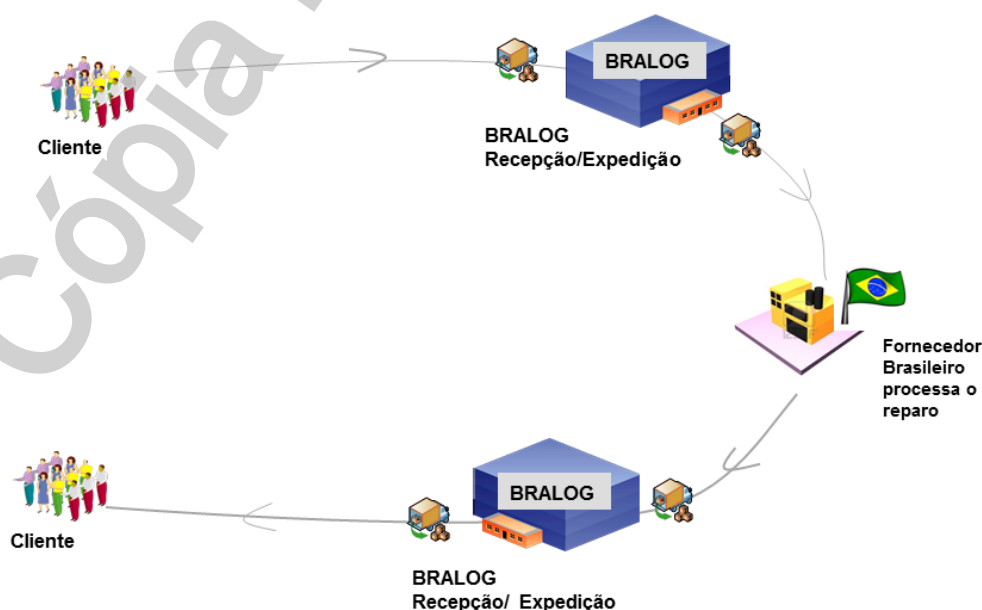 Cópia
BRALOG
Cliente
BRALOG
Recepção/Expedição
Fornecedor
Brasileiro
processa o
reparo
BRALOG
Cliente
BRALOG
Recepção/ Expedição